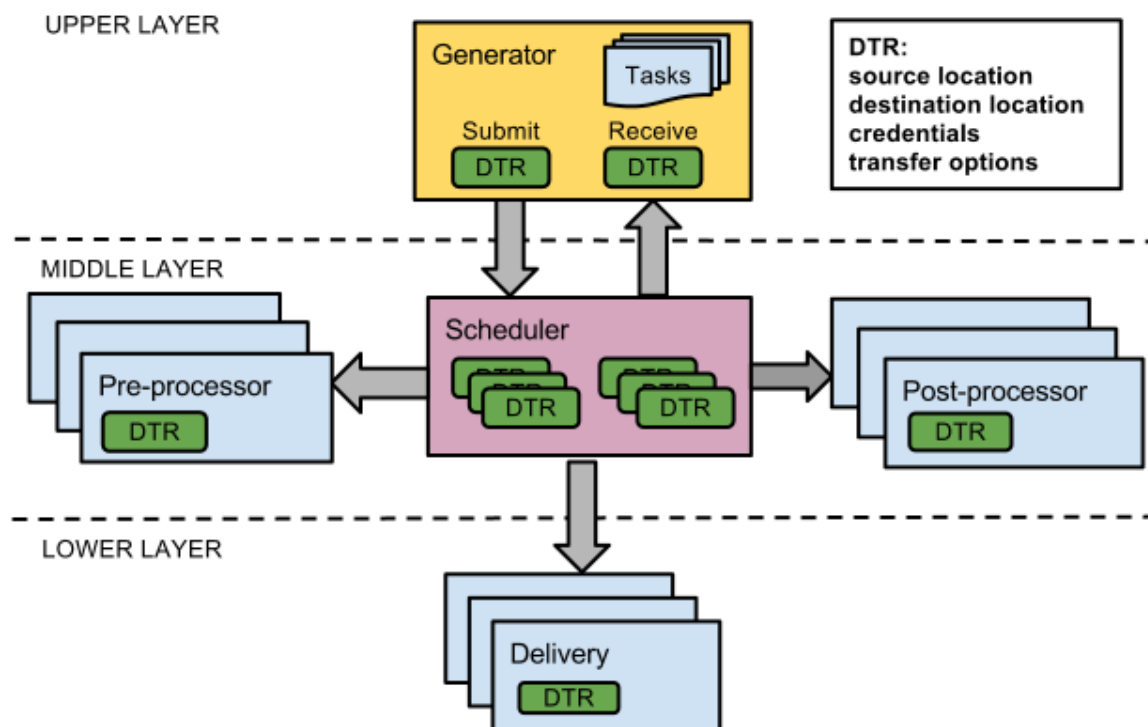 UPPER LAYER
Generator
Tasks
Submit
Receive
DTR
DTR
DTR:
source location
destination location
credentials
transfer options
MIDDLE LAYER
Pre-processor
DTR
Scheduler
DTR
DTR
Post-processor
DTR
LOWER LAYER
Delivery
DTR